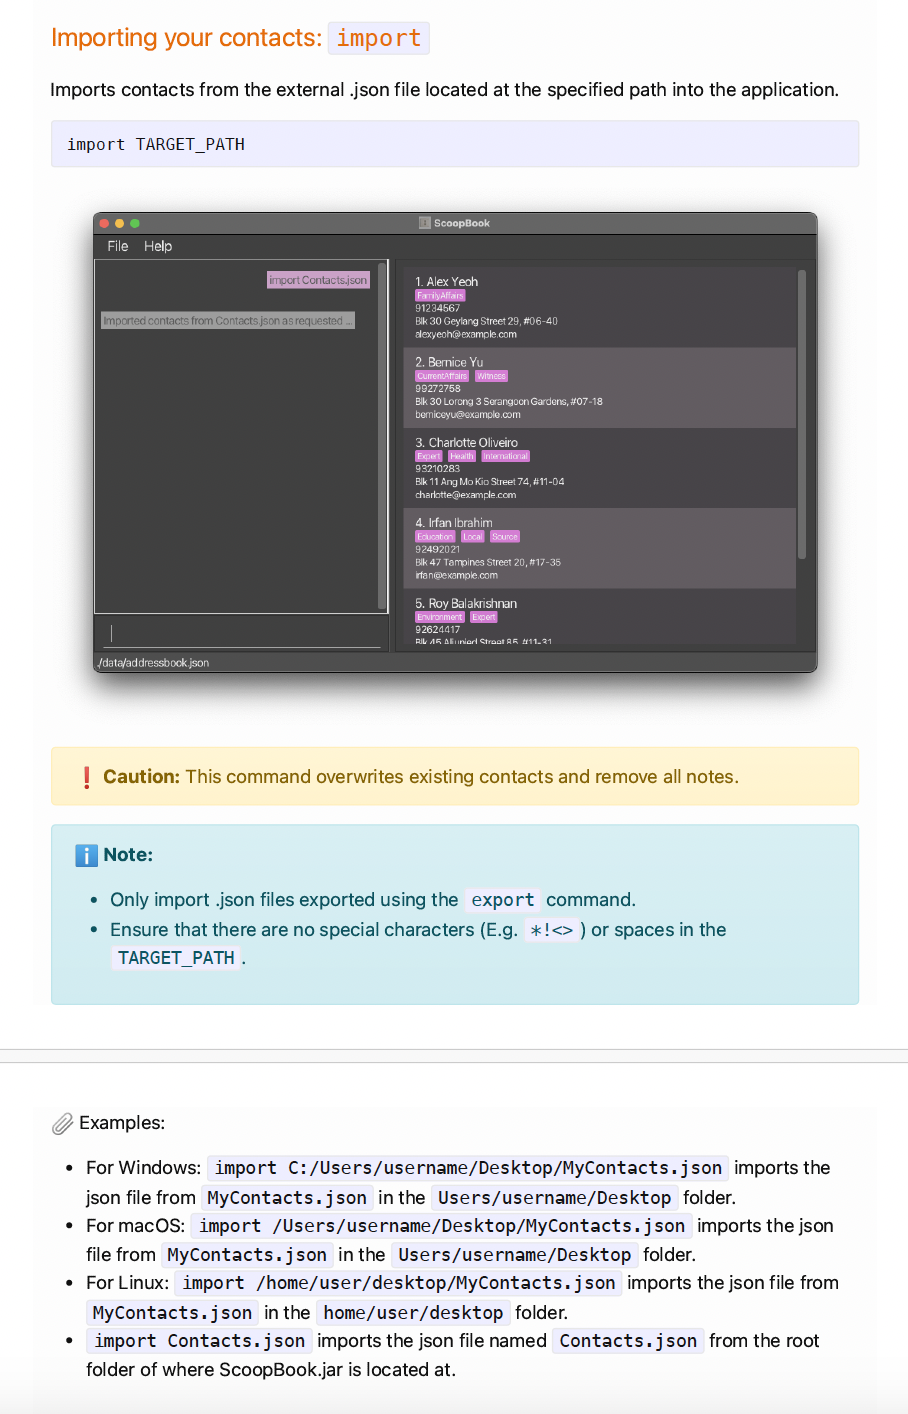 Importing your contacts: import
Imports contacts from the external .json file located at the specified path into the application.
import TARGET_PATH
ScoopBook
File Help
import Contacts.json
Imported contacts from Contacts.json as requested ...
1. Alex Yeoh
FamilyAffairs
91234567
Blk 30 Geylang Street 29, #06-40
alexyeoh@example.com
2. Bernice Yu
CurrentAffairs Witness
99272758
Blk 30 Lorong 3 Serangoon Gardens, #07-18
berniceyu@example.com
3. Charlotte Oliveiro
Expert Health International
93210283
Blk 11 Ang Mo Kio Street 74, #11-04
charlotte@example.com
4. Irfan Ibrahim
Education Local Source
92492021
Blk 47 Tampines Street 20, #17-35
irfan@example.com
5. Roy Balakrishnan
Environment Expert
92624417
Blk 45 Aljunied Street 85, #11-31
./data/addressbook.json
❗ Caution: This command overwrites existing contacts and remove all notes.
ℹ️ Note:
• Only import .json files exported using the export command.
• Ensure that there are no special characters (E.g. *!<>) or spaces in the
TARGET_PATH.
Examples:
• For Windows: import C:/Users/username/Desktop/MyContacts.json imports the
json file from MyContacts.json in the Users/username/Desktop folder.
• For macOS: import /Users/username/Desktop/MyContacts.json imports the json
file from MyContacts.json in the Users/username/Desktop folder.
• For Linux: import /home/user/desktop/MyContacts.json imports the json file from
MyContacts.json in the home/user/desktop folder.
• import Contacts.json imports the json file named Contacts.json from the root
folder of where ScoopBook.jar is located at.